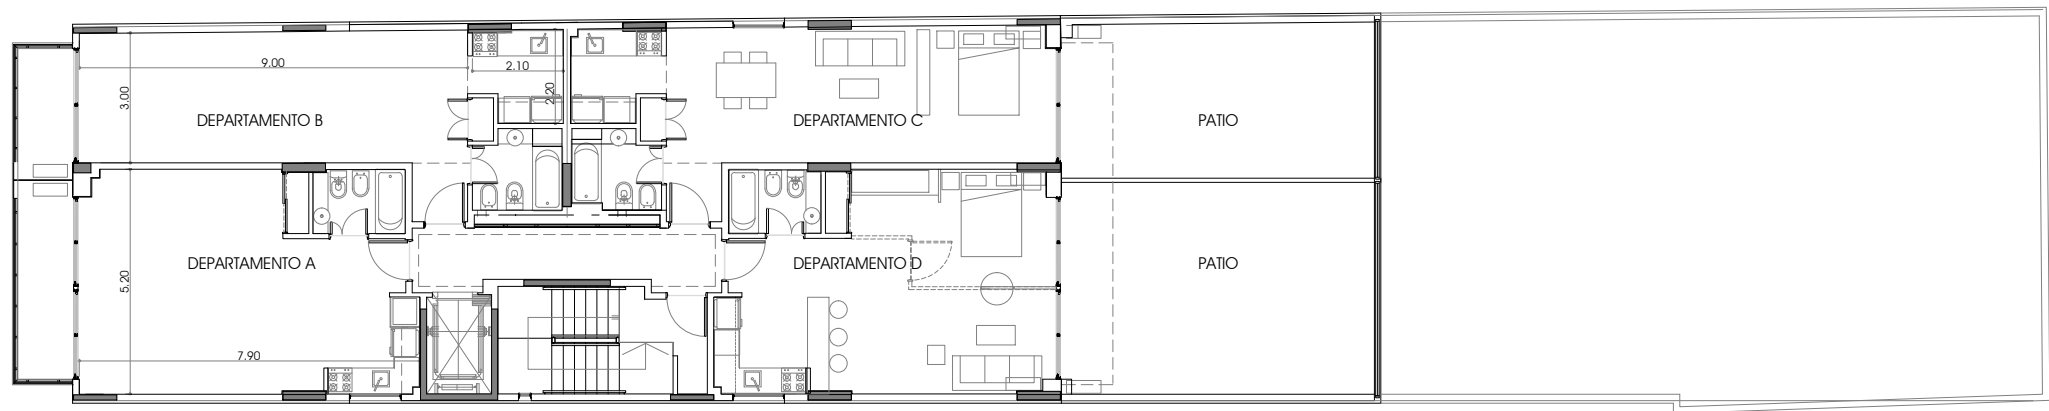 9.00
2.10
3.00
2.20
DEPARTAMENTO B
DEPARTAMENTO C
PATIO
5.20
DEPARTAMENTO A
DEPARTAMENTO D
PATIO
7.90